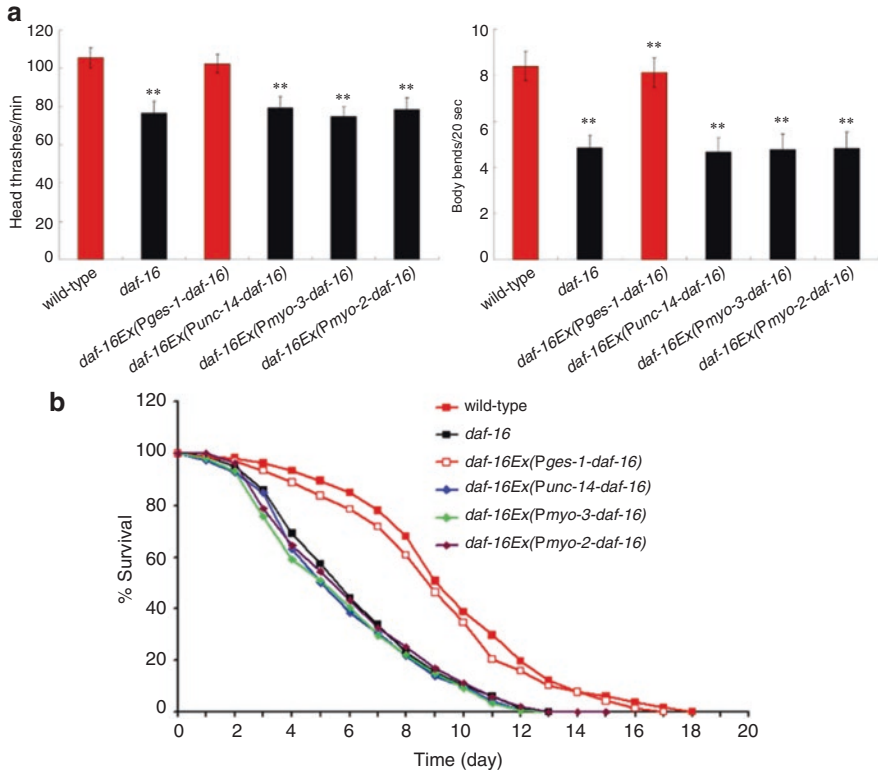 a
120
100
80
60
40
20
0
Head thrashes/min
**
**
**
**
wild-type
daf-16
daf-16Ex(Pges-1-daf-16)
daf-16Ex(Punc-14-daf-16)
daf-16Ex(Pmyo-3-daf-16)
daf-16Ex(Pmyo-2-daf-16)
10
8
6
4
2
0
Body bends/20 sec
**
**
**
**
**
wild-type
daf-16
daf-16Ex(Pges-1-daf-16)
daf-16Ex(Punc-14-daf-16)
daf-16Ex(Pmyo-3-daf-16)
daf-16Ex(Pmyo-2-daf-16)
b
120
100
80
60
40
20
0
% Survival
wild-type
daf-16
daf-16Ex(Pges-1-daf-16)
daf-16Ex(Punc-14-daf-16)
daf-16Ex(Pmyo-3-daf-16)
daf-16Ex(Pmyo-2-daf-16)
0 2 4 6 8 10 12 14 16 18 20
Time (day)